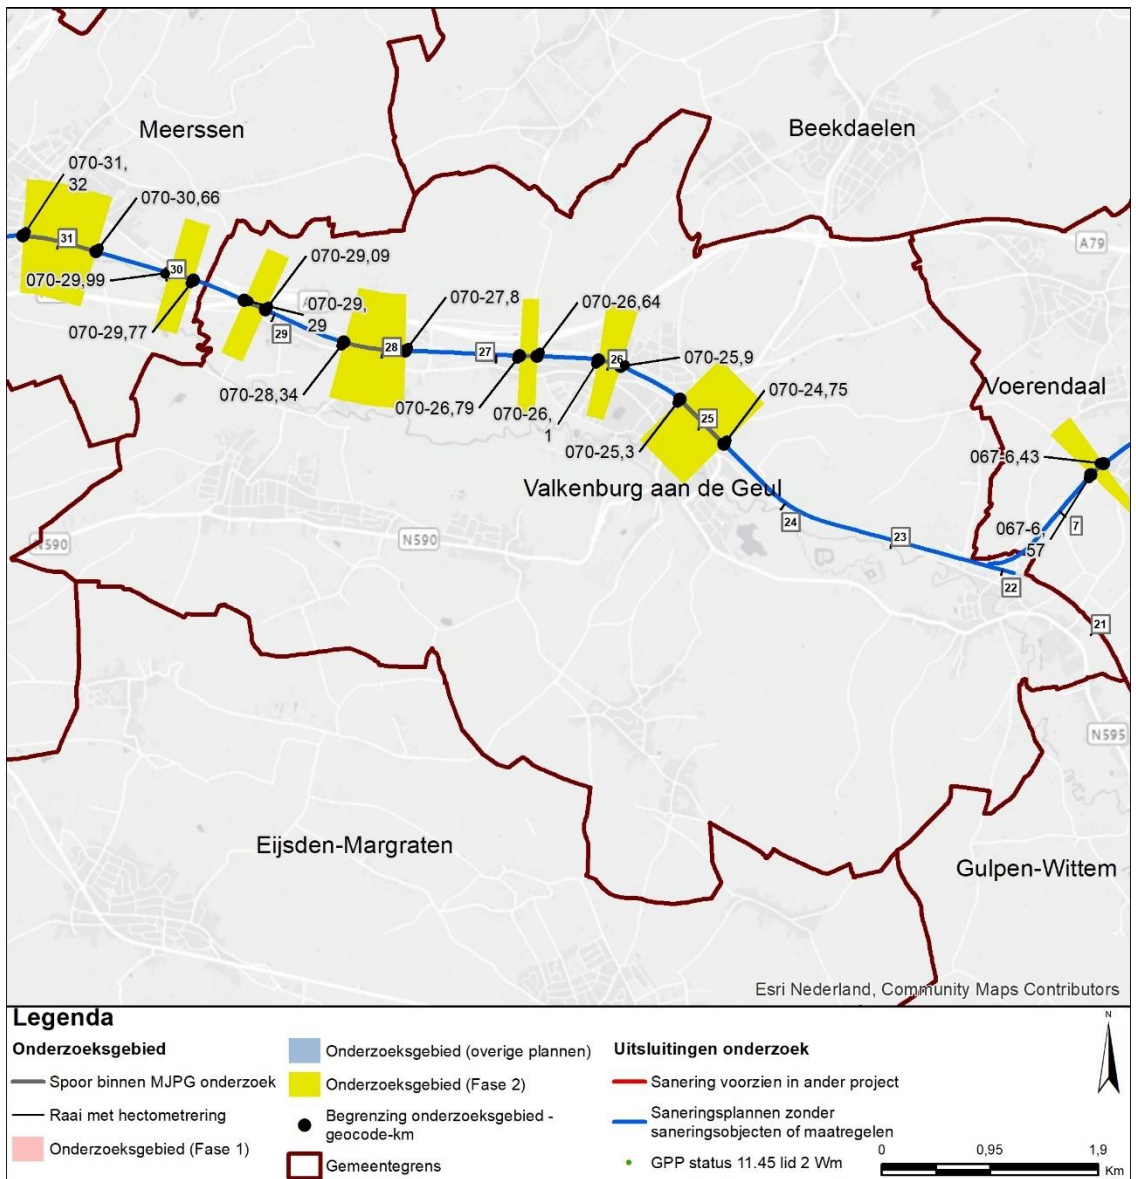 Meerssen
Beekdaelen
070-31,
32
070-30,66
31
A79
070-29,99
30
070-29,09
070-29,77
070-29,
29
29
070-27,8
070-26,64
28
27
26
070-25,9
070-28,34
070-26,79
070-26,
1
070-24,75
25
070-25,3
Voerendaal
067-6,43
Valkenburg aan de Geul
24
23
7
067-6,
57
22
21
N590
N590
N595
Eijsden-Margraten
Gulpen-Wittem
Esri Nederland, Community Maps Contributors
Legenda
Onderzoeksgebied
Spoor binnen MJPG onderzoek
Raai met hectometrering
Onderzoeksgebied (Fase 1)
Onderzoeksgebied (overige plannen)
Onderzoeksgebied (Fase 2)
Begrenzing onderzoeksgebied -
geocode-km
Gemeentegrens
Uitsluitingen onderzoek
Sanering voorzien in ander project
Saneringsplannen zonder
saneringsobjecten of maatregelen
GPP status 11.45 lid 2 Wm
N
0 0,95 1,9
Km